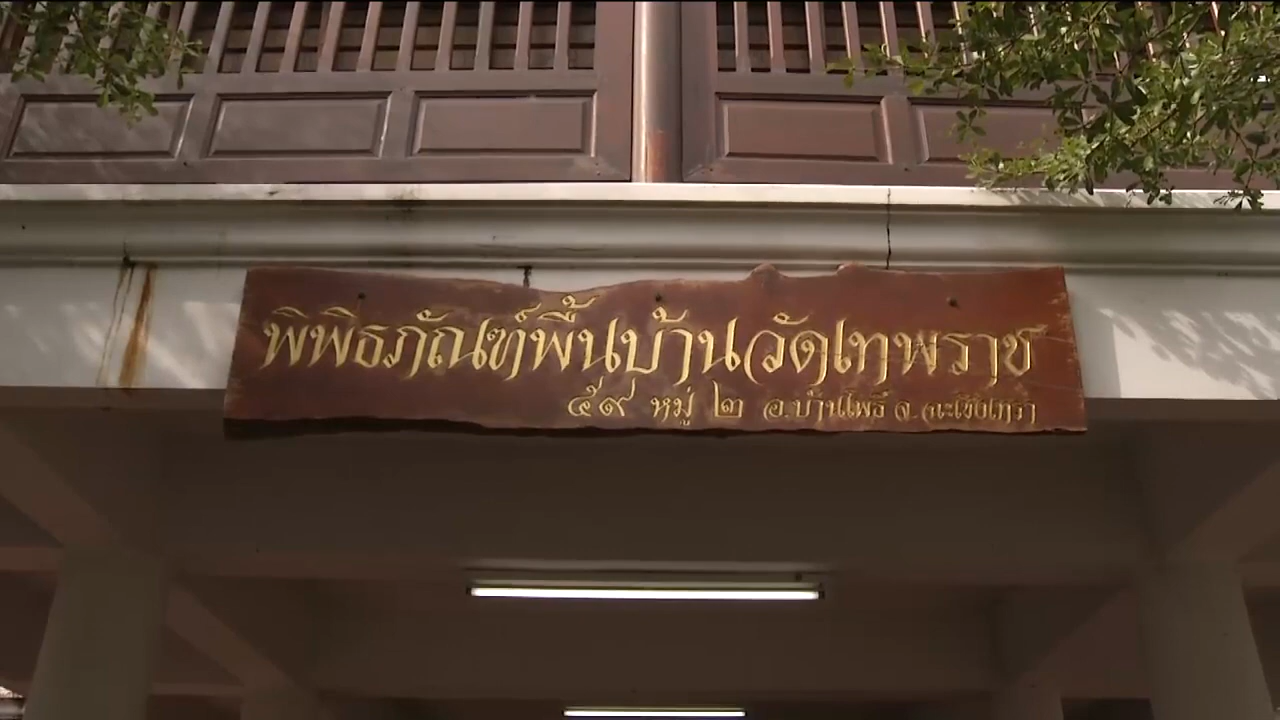 พิพิธภัณฑ์พื้นบ้านวัดเทพราช
๕๙ หมู่ ๒ อ.บ้านโพธิ์ จ.ฉะเชิงเทรา